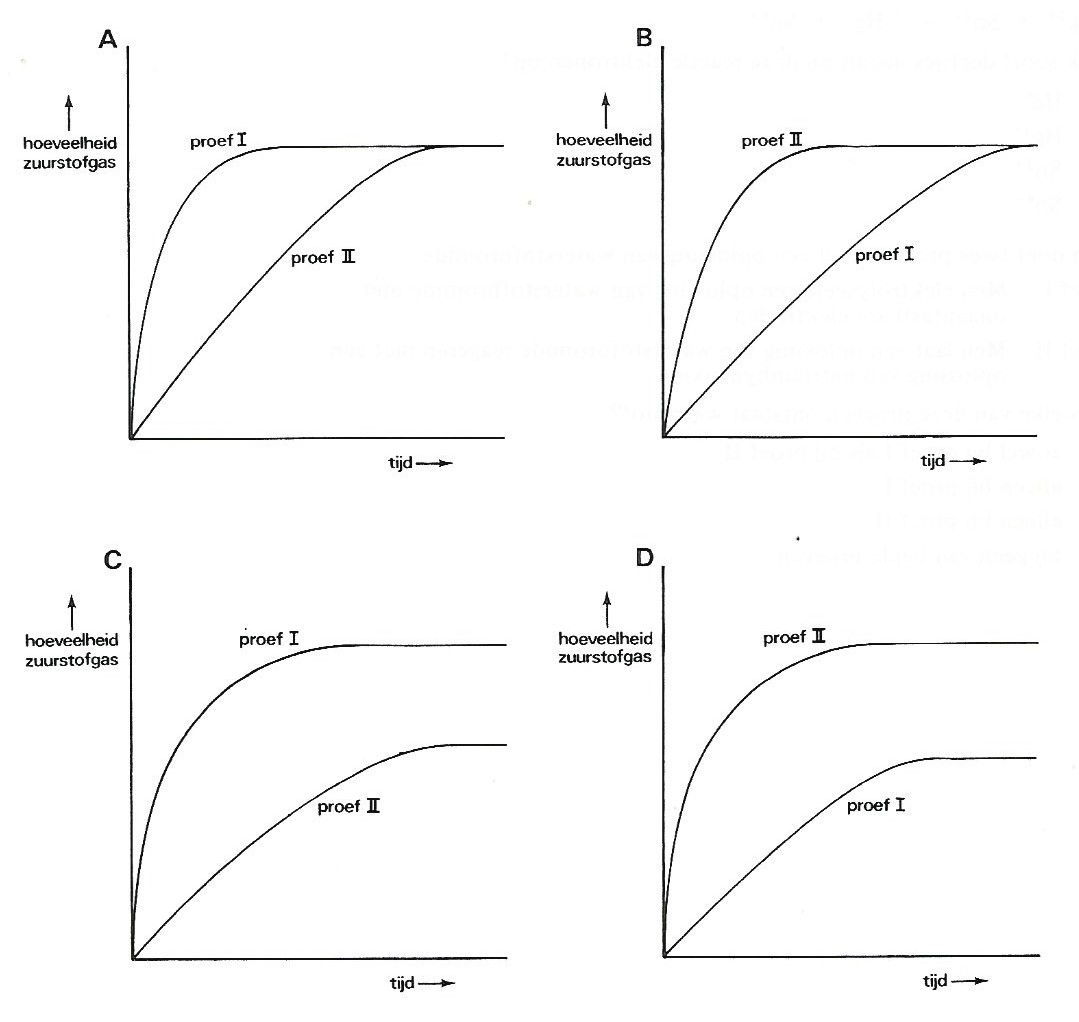 A
hoeveelheid
zuurstofgas
proef I
proef II
tijd
B
hoeveelheid
zuurstofgas
proef II
proef I
tijd
C
hoeveelheid
zuurstofgas
proef I
proef II
tijd
D
hoeveelheid
zuurstofgas
proef II
proef I
tijd